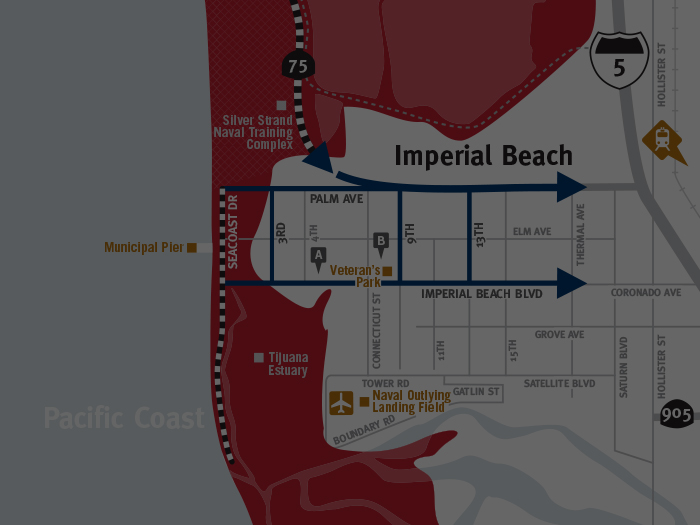 75
5
HOLLISTER ST
Silver Strand
Naval Training
Complex
Imperial Beach
PALM AVE
SEACOAST DR
3RD
4TH
9TH
13TH
ELM AVE
THERMAL AVE
Municipal Pier
A
B
Veteran's
Park
IMPERIAL BEACH BLVD
CORONADO AVE
CONNECTICUT ST
11TH
15TH
GROVE AVE
SATURN BLVD
HOLLISTER ST
Tijuana
Estuary
TOWER RD
GATLIN ST
SATELLITE BLVD
Naval Outlying
Landing Field
BOUNDARY RD
905
Pacific Coast